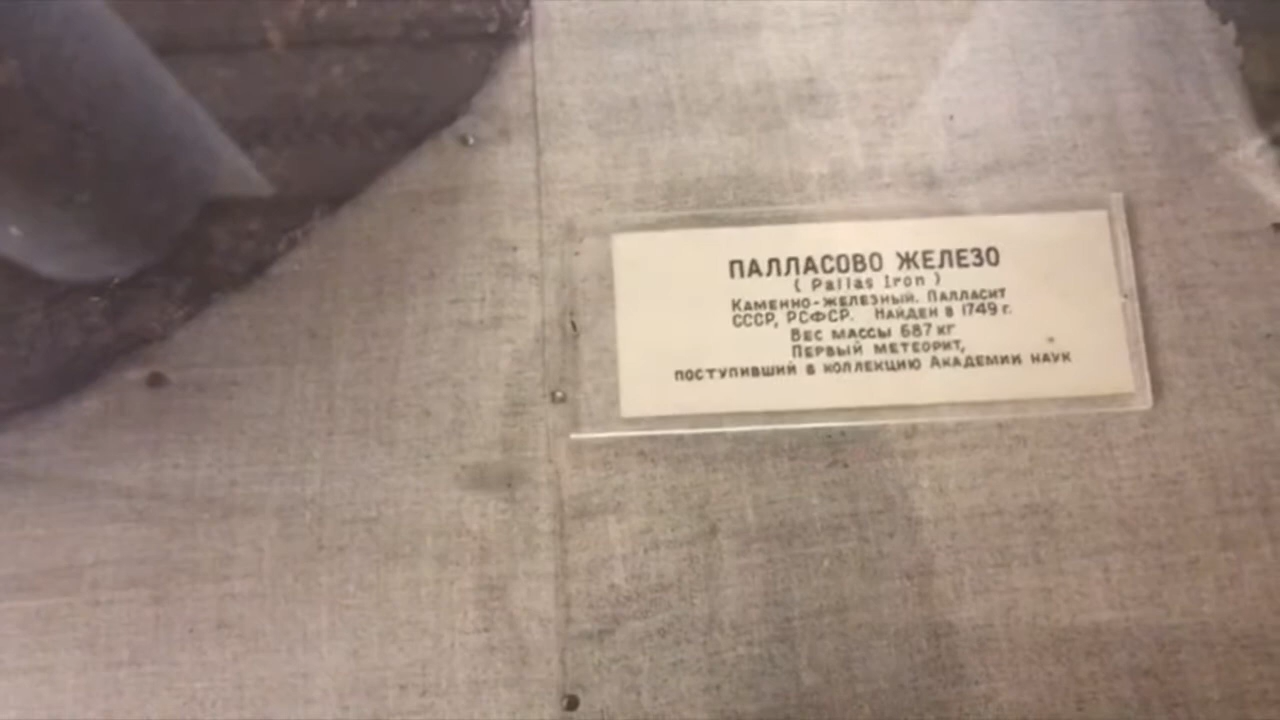 ПАЛЛАСОВО ЖЕЛЕЗО
( Pallas Iron )
КАМЕННО-ЖЕЛЕЗНЫЙ. ПАЛЛАСИТ
СССР, РСФСР. НАЙДЕН В 1749 г.
ВЕС МАССЫ 687 КГ
ПЕРВЫЙ МЕТЕОРИТ,
ПОСТУПИВШИЙ В КОЛЛЕКЦИЮ АКАДЕМИИ НАУК